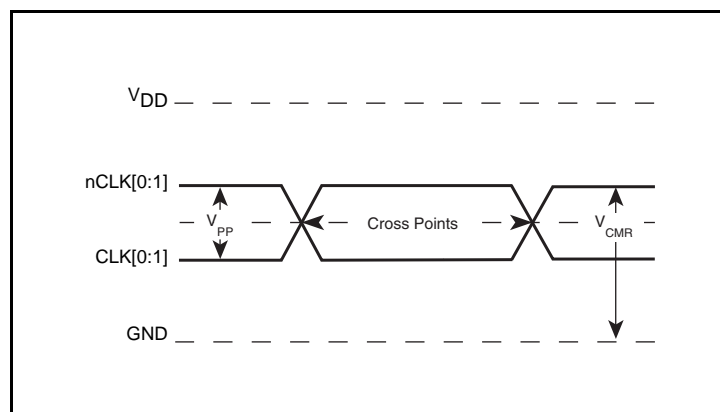 VDD
nCLK[0:1]
VPP
Cross Points
VCMR
CLK[0:1]
GND